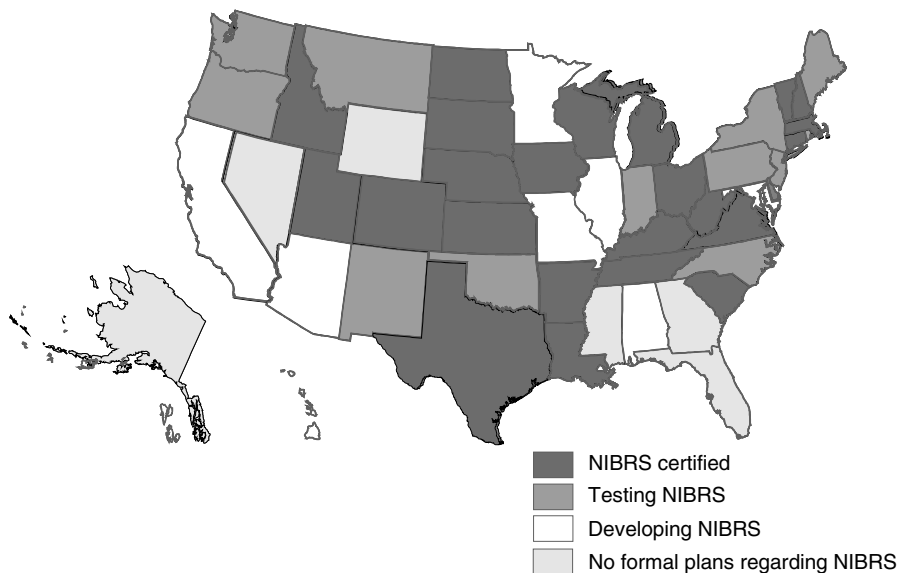 NIBRS certified
Testing NIBRS
Developing NIBRS
No formal plans regarding NIBRS